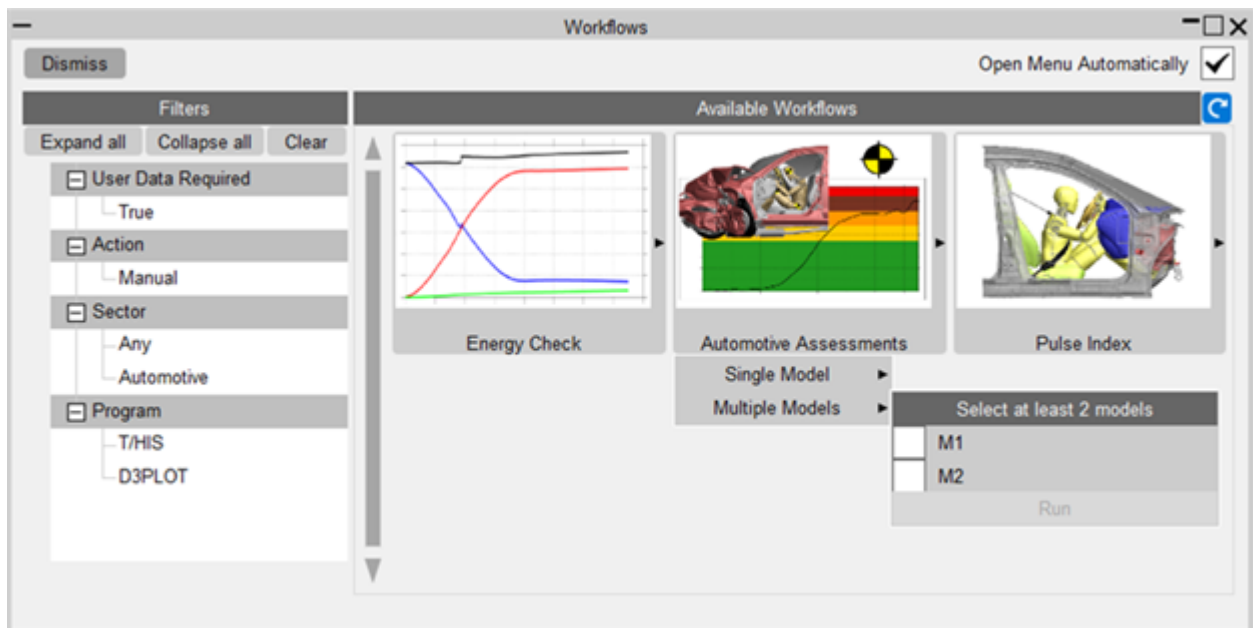 Workflows
Dismiss
Open Menu Automatically
Filters
Available Workflows
Expand all Collapse all Clear
User Data Required
True
Action
Manual
Sector
Any
Automotive
Program
T/HIS
D3PLOT
Energy Check
Automotive Assessments
Pulse Index
Single Model
Multiple Models
Select at least 2 models
M1
M2
Run